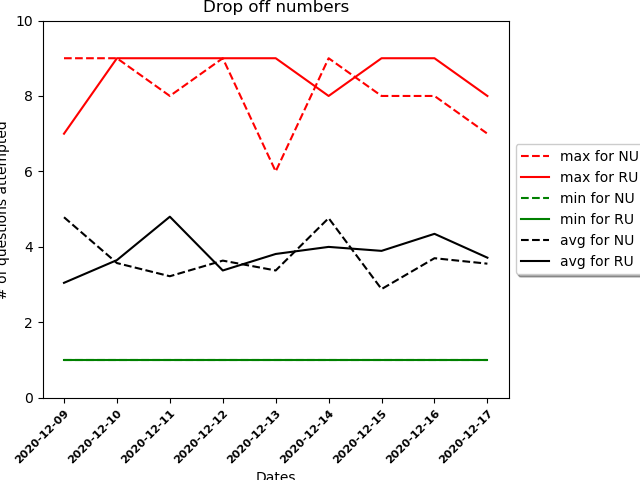 Drop off numbers
# of questions attempted
10
8
6
4
2
0
2020-12-09
2020-12-10
2020-12-11
2020-12-12
2020-12-13
2020-12-14
2020-12-15
2020-12-16
2020-12-17
Dates
max for NU
max for RU
min for NU
min for RU
avg for NU
avg for RU